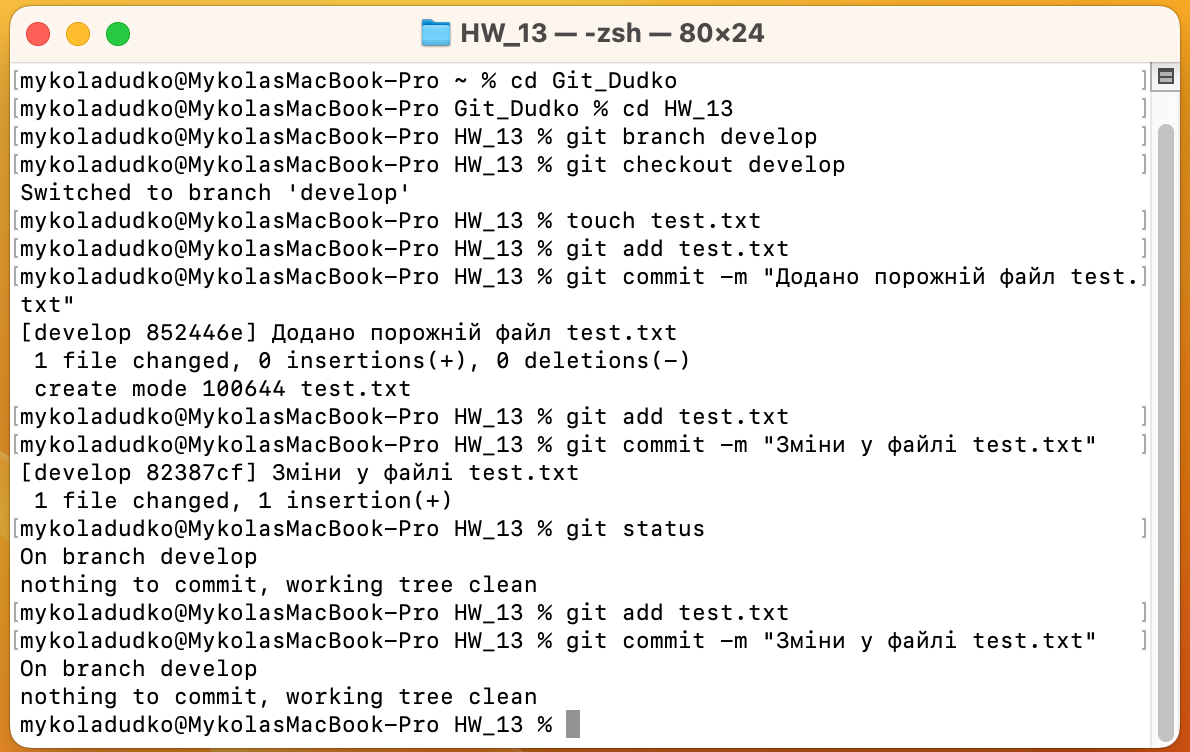 HW_13 — -zsh — 80×24
[mykoladudko@MykolasMacBook-Pro ~ % cd Git_Dudko ]
[mykoladudko@MykolasMacBook-Pro Git_Dudko % cd HW_13 ]
[mykoladudko@MykolasMacBook-Pro HW_13 % git branch develop ]
[mykoladudko@MykolasMacBook-Pro HW_13 % git checkout develop ]
Switched to branch 'develop'
[mykoladudko@MykolasMacBook-Pro HW_13 % touch test.txt ]
[mykoladudko@MykolasMacBook-Pro HW_13 % git add test.txt ]
[mykoladudko@MykolasMacBook-Pro HW_13 % git commit -m "Додано порожній файл test.]
txt"
[develop 852446e] Додано порожній файл test.txt
 1 file changed, 0 insertions(+), 0 deletions(-)
 create mode 100644 test.txt
[mykoladudko@MykolasMacBook-Pro HW_13 % git add test.txt ]
[mykoladudko@MykolasMacBook-Pro HW_13 % git commit -m "Зміни у файлі test.txt" ]
[develop 82387cf] Зміни у файлі test.txt
 1 file changed, 1 insertion(+)
[mykoladudko@MykolasMacBook-Pro HW_13 % git status ]
On branch develop
nothing to commit, working tree clean
[mykoladudko@MykolasMacBook-Pro HW_13 % git add test.txt ]
[mykoladudko@MykolasMacBook-Pro HW_13 % git commit -m "Зміни у файлі test.txt" ]
On branch develop
nothing to commit, working tree clean
mykoladudko@MykolasMacBook-Pro HW_13 %